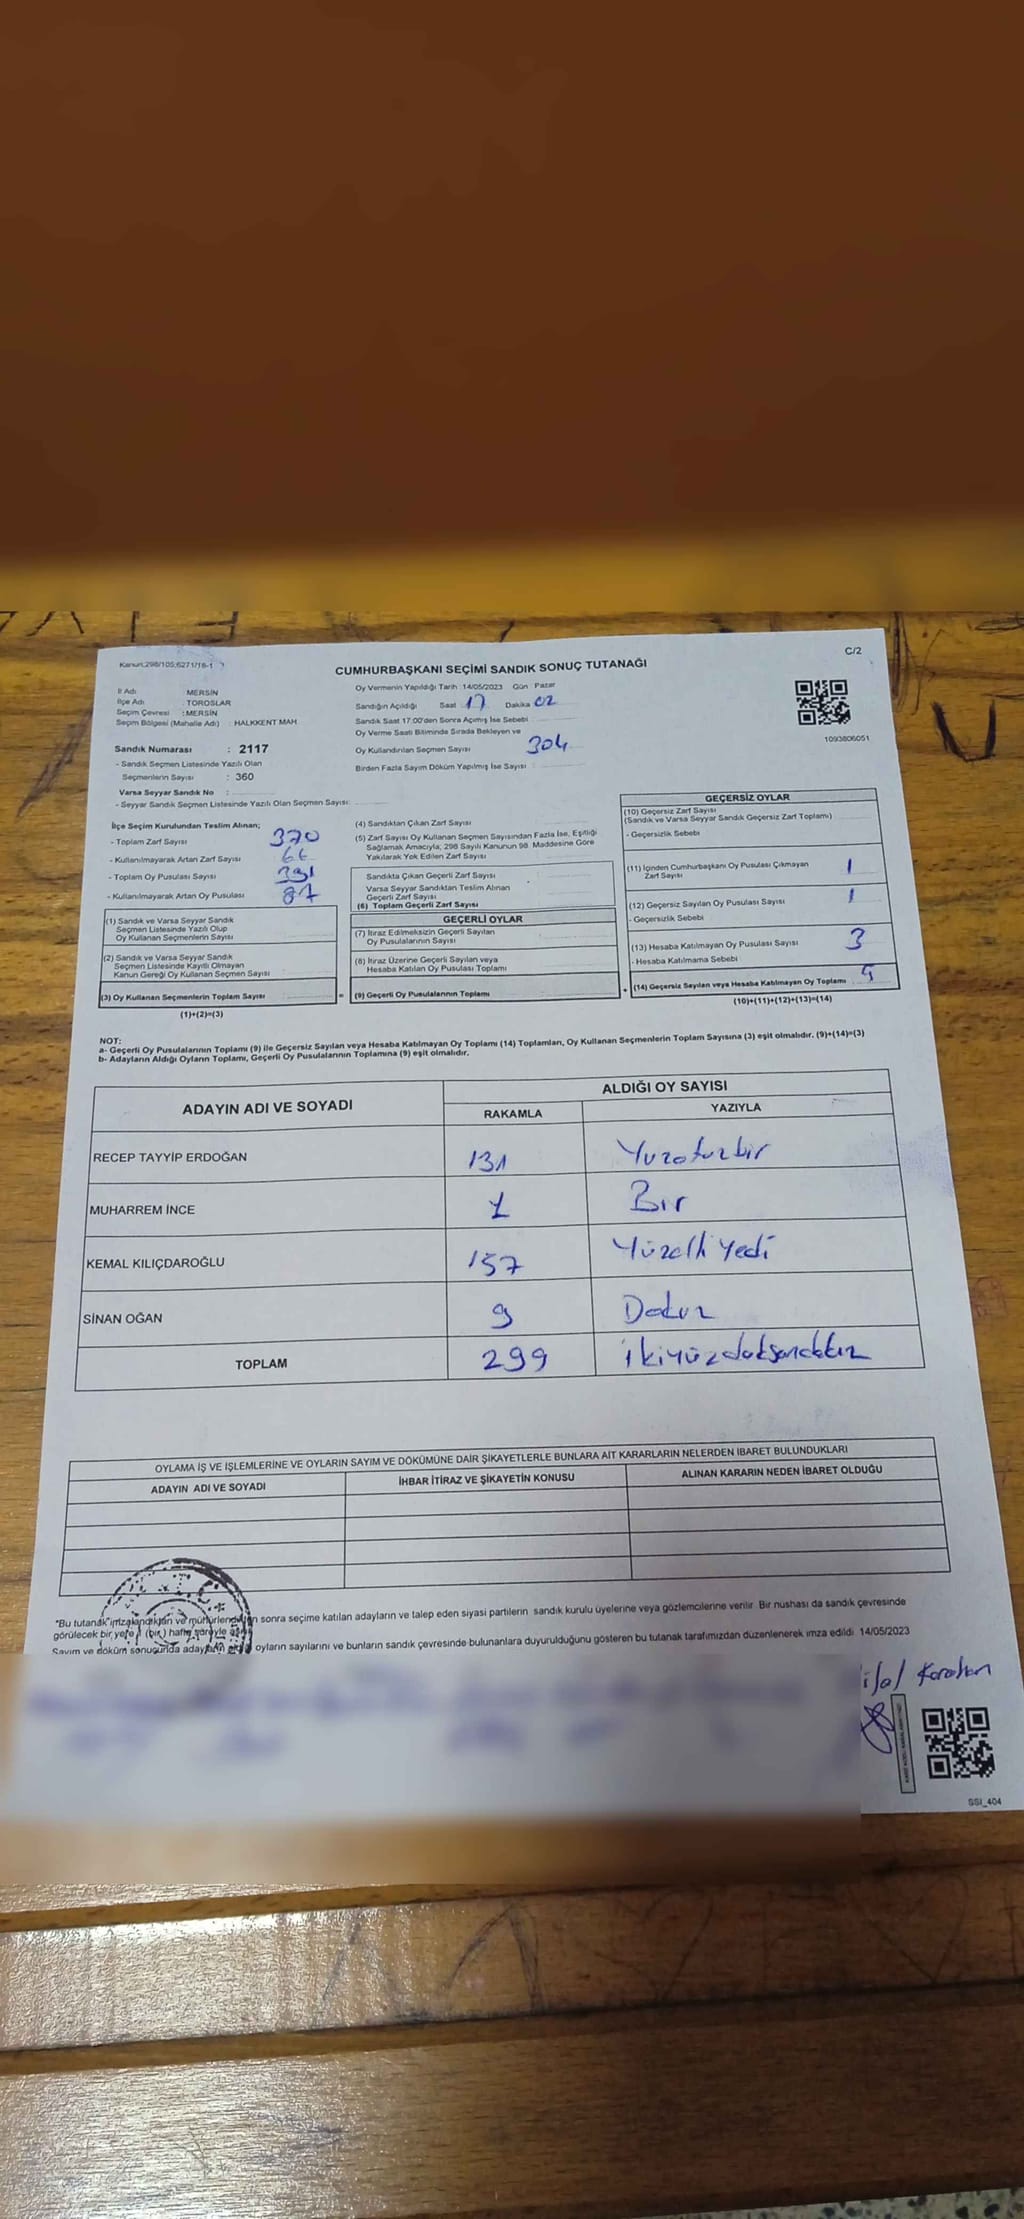 Kanun:298/105;6271/18-1
C/2
CUMHURBAŞKANI SEÇİMİ SANDIK SONUÇ TUTANAĞI
İl Adı : MERSİN
İlçe Adı : TOROSLAR
Seçim Çevresi : MERSİN
Seçim Bölgesi (Mahalle Adı) : HALKKENT MAH
Sandık Numarası : 2117
- Sandık Seçmen Listesinde Yazılı Olan
Seçmenlerin Sayısı : 360
Varsa Seyyar Sandık No :
- Seyyar Sandık Seçmen Listesinde Yazılı Olan Seçmen Sayısı:
Oy Vermenin Yapıldığı Tarih :14/05/2023 Gün Pazar
Sandığın Açıldığı Saat 17 Dakika 02
Sandık Saat 17:00'den Sonra Açımış İse Sebebi
Oy Verme Saati Bitiminde Sırada Bekleyen ve
Oy Kullandırılan Seçmen Sayısı 304
Birden Fazla Sayım Döküm Yapılmış İse Sayısı :
1093806051
İlçe Seçim Kurulundan Teslim Alınan;
- Toplam Zarf Sayısı 370
- Kullanılmayarak Artan Zarf Sayısı 66
- Toplam Oy Pusulası Sayısı 391
- Kullanılmayarak Artan Oy Pusulası 87
(1) Sandık ve Varsa Seyyar Sandık
Seçmen Listesinde Yazılı Olup
Oy Kullanan Seçmenlerin Sayısı
(2) Sandık ve Varsa Seyyar Sandık
Seçmen Listesinde Kayıtlı Olmayan
Kanun Gereği Oy Kullanan Seçmen Sayısı
(3) Oy Kullanan Seçmenlerin Toplam Sayısı
(1)+(2)=(3)
(4) Sandıktan Çıkan Zarf Sayısı
(5) Zarf Sayısı Oy Kullanan Seçmen Sayısından Fazla İse, Eşitliği
Sağlamak Amacıyla; 298 Sayılı Kanunun 98. Maddesine Göre
Yakılarak Yok Edilen Zarf Sayısı
Sandıkta Çıkan Geçerli Zarf Sayısı
Varsa Seyyar Sandıktan Teslim Alınan
Geçerli Zarf Sayısı
(6) Toplam Geçerli Zarf Sayısı
GEÇERLİ OYLAR
(7) İtiraz Edilmeksizin Geçerli Sayılan
Oy Pusulalarının Sayısı
(8) İtiraz Üzerine Geçerli Sayılan veya
Hesaba Katılan Oy Pusulası Toplamı
= (9) Geçerli Oy Pusulalarının Toplamı
GEÇERSİZ OYLAR
(10) Geçersiz Zarf Sayısı
(Sandık ve Varsa Seyyar Sandık Geçersiz Zarf Toplamı)
- Geçersizlik Sebebi
(11) İçinden Cumhurbaşkanı Oy Pusulası Çıkmayan
Zarf Sayısı 1
(12) Geçersiz Sayılan Oy Pusulası Sayısı 1
- Geçersizlik Sebebi
(13) Hesaba Katılmayan Oy Pusulası Sayısı 3
- Hesaba Katılmama Sebebi
+ (14) Geçersiz Sayılan veya Hesaba Katılmayan Oy Toplamı
(10)+(11)+(12)+(13)=(14)
NOT:
a- Geçerli Oy Pusulalarının Toplamı (9) ile Geçersiz Sayılan veya Hesaba Katılmayan Oy Toplamı (14) Toplamları, Oy Kullanan Seçmenlerin Toplam Sayısına (3) eşit olmalıdır. (9)+(14)=(3)
b- Adayların Aldığı Oyların Toplamı, Geçerli Oy Pusulalarının Toplamına (9) eşit olmalıdır.
ADAYIN ADI VE SOYADI ALDIĞI OY SAYISI
RAKAMLA YAZIYLA
RECEP TAYYİP ERDOĞAN 131 Yüzotuzbir
MUHARREM İNCE 1 Bir
KEMAL KILIÇDAROĞLU 157 Yüzelli yedi
SİNAN OĞAN 9 Dokuz
TOPLAM 299 ikiyüzdoksandokuz
OYLAMA İŞ VE İŞLEMLERİNE VE OYLARIN SAYIM VE DÖKÜMÜNE DAİR ŞİKAYETLERLE BUNLARA AİT KARARLARIN NELERDEN İBARET BULUNDUKLARI
ADAYIN ADI VE SOYADI İHBAR İTİRAZ VE ŞİKAYETİN KONUSU ALINAN KARARIN NEDEN İBARET OLDUĞU
"Bu tutanak imzalandıktan ve mühürlendikten sonra seçime katılan adayların ve talep eden siyasi partilerin sandık kurulu üyelerine veya gözlemcilerine verilir. Bir nushası da sandık çevresinde
görülecek bir yere 1 (bir) hafta süreyle
Sayım ve döküm sonucunda adayların oyların sayılarını ve bunların sandık çevresinde bulunanlara duyurulduğunu gösteren bu tutanak tarafımızdan düzenlenerek imza edildi 14/05/2023
SSI_404